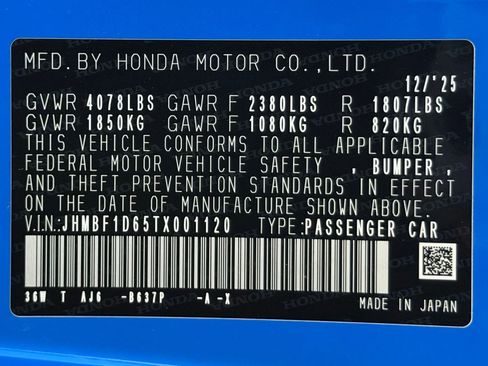 MFD. BY HONDA MOTOR CO., LTD.
12/'25
GVWR 4078LBS GAWR F 2380LBS R 1807LBS
GVWR 1850KG GAWR F 1080KG R 820KG
THIS VEHICLE CONFORMS TO ALL APPLICABLE
FEDERAL MOTOR VEHICLE SAFETY , BUMPER ,
AND THEFT PREVENTION STANDARDS IN EFFECT
ON THE DATE OF MANUFACTURE SHOWN ABOVE.
V.I.N.: JHMBF1D65TX001120 TYPE: PASSENGER CAR
36W T AJ6 -B637P -A -X
MADE IN JAPAN